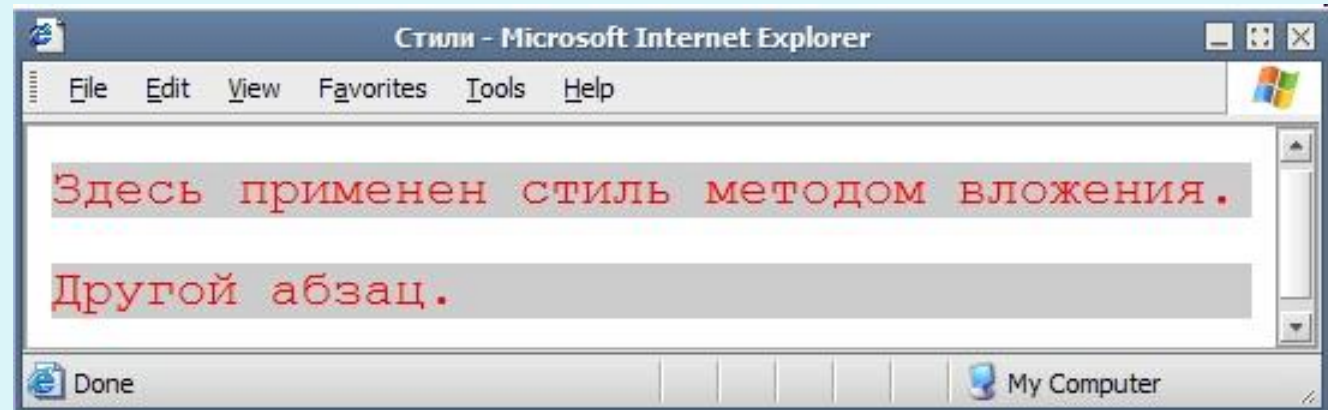 Стили - Microsoft Internet Explorer
File Edit View Favorites Tools Help
Здесь применен стиль методом вложения.
Другой абзац.
Done My Computer